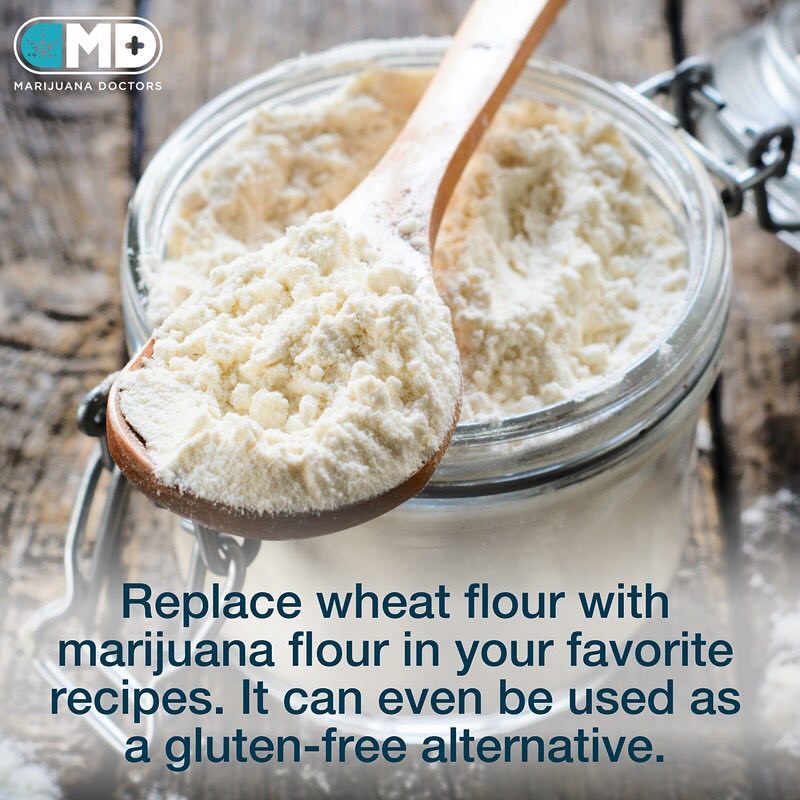 MD
MARIJUANA DOCTORS
Replace wheat flour with
marijuana flour in your favorite
recipes. It can even be used as
a gluten-free alternative.